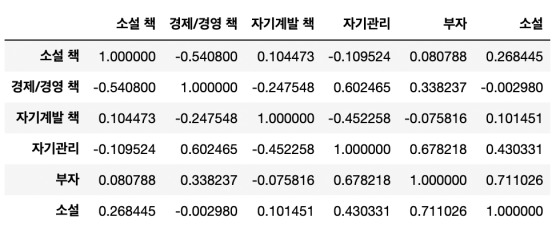 소설 책 경제/경영 책 자기계발 책 자기관리 부자 소설
소설 책 1.000000 -0.540800 0.104473 -0.109524 0.080788 0.268445
경제/경영 책 -0.540800 1.000000 -0.247548 0.602465 0.338237 -0.002980
자기계발 책 0.104473 -0.247548 1.000000 -0.452258 -0.075816 0.101451
자기관리 -0.109524 0.602465 -0.452258 1.000000 0.678218 0.430331
부자 0.080788 0.338237 -0.075816 0.678218 1.000000 0.711026
소설 0.268445 -0.002980 0.101451 0.430331 0.711026 1.000000